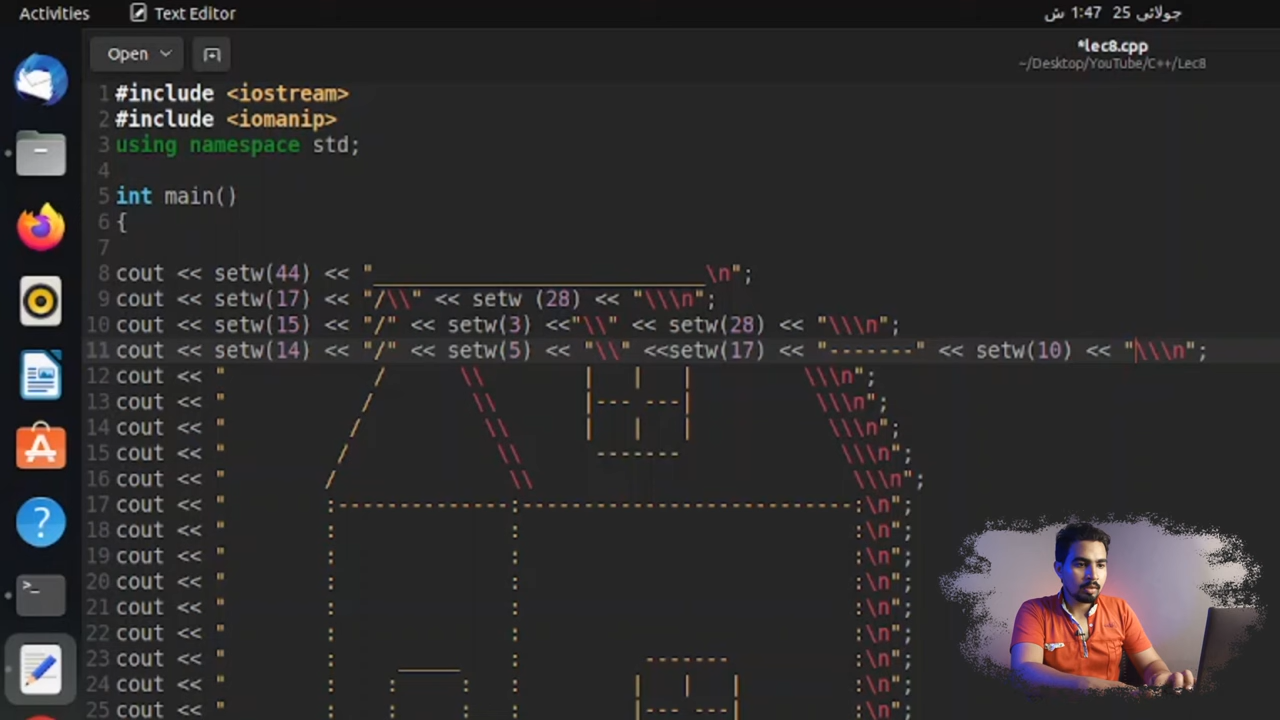 Activities Text Editor جولائی 25 1:47 ش
Open *lec8.cpp
~/Desktop/YouTube/C++/Lec8
1 #include <iostream>
2 #include <iomanip>
3 using namespace std;
4
5 int main()
6 {
7
8 cout << setw(44) << "___________________________\n";
9 cout << setw(17) << "/\\" << setw (28) << "\\\n";
10 cout << setw(15) << "/" << setw(3) <<"\\" << setw(28) << "\\\n";
11 cout << setw(14) << "/" << setw(5) << "\\" <<setw(17) << "-------" << setw(10) << "\\\n";
12 cout << "            /      \\        |   |   |         \\\n";
13 cout << "           /        \\       |--- ---|          \\\n";
14 cout << "          /          \\      |   |   |           \\\n";
15 cout << "         /            \\      -------             \\\n";
16 cout << "        /              \\                          \\\n";
17 cout << "        :--------------:---------------------------:\n";
18 cout << "        :              :                           :\n";
19 cout << "        :              :                           :\n";
20 cout << "        :              :                           :\n";
21 cout << "        :              :                           :\n";
22 cout << "        :              :                           :\n";
23 cout << "        :     _____    :          -------          :\n";
24 cout << "        :    :     :   :         |   |   |         :\n";
25 cout << "        :    :     :   :         |--- ---|         :\n";